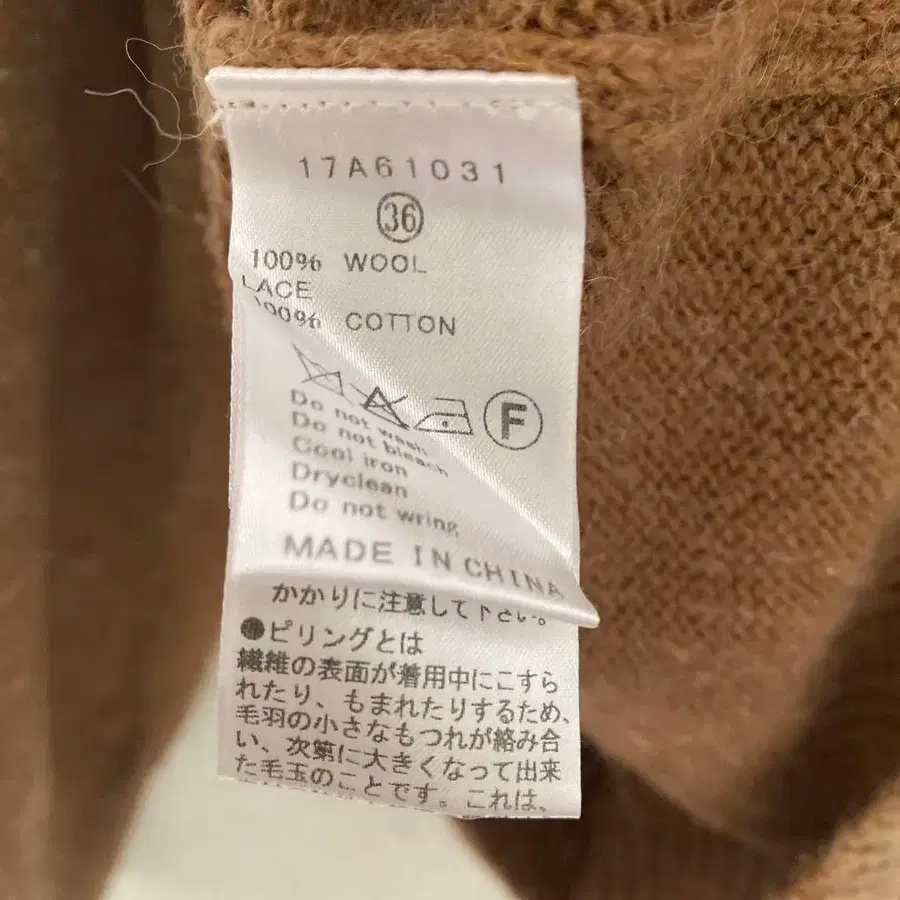 17A61031
36
100% WOOL
LACE
100% COTTON
F
Do not wash
Do not bleach
Cool iron
Dryclean
Do not wring
MADE IN CHINA
かかりに注意して下さい。
●ピリングとは
繊維の表面が着用中にこすら
れたり、もまれたりするため、
毛羽の小さなもつれが絡み合
い、次第に大きくなって出来
た毛玉のことです。これは、